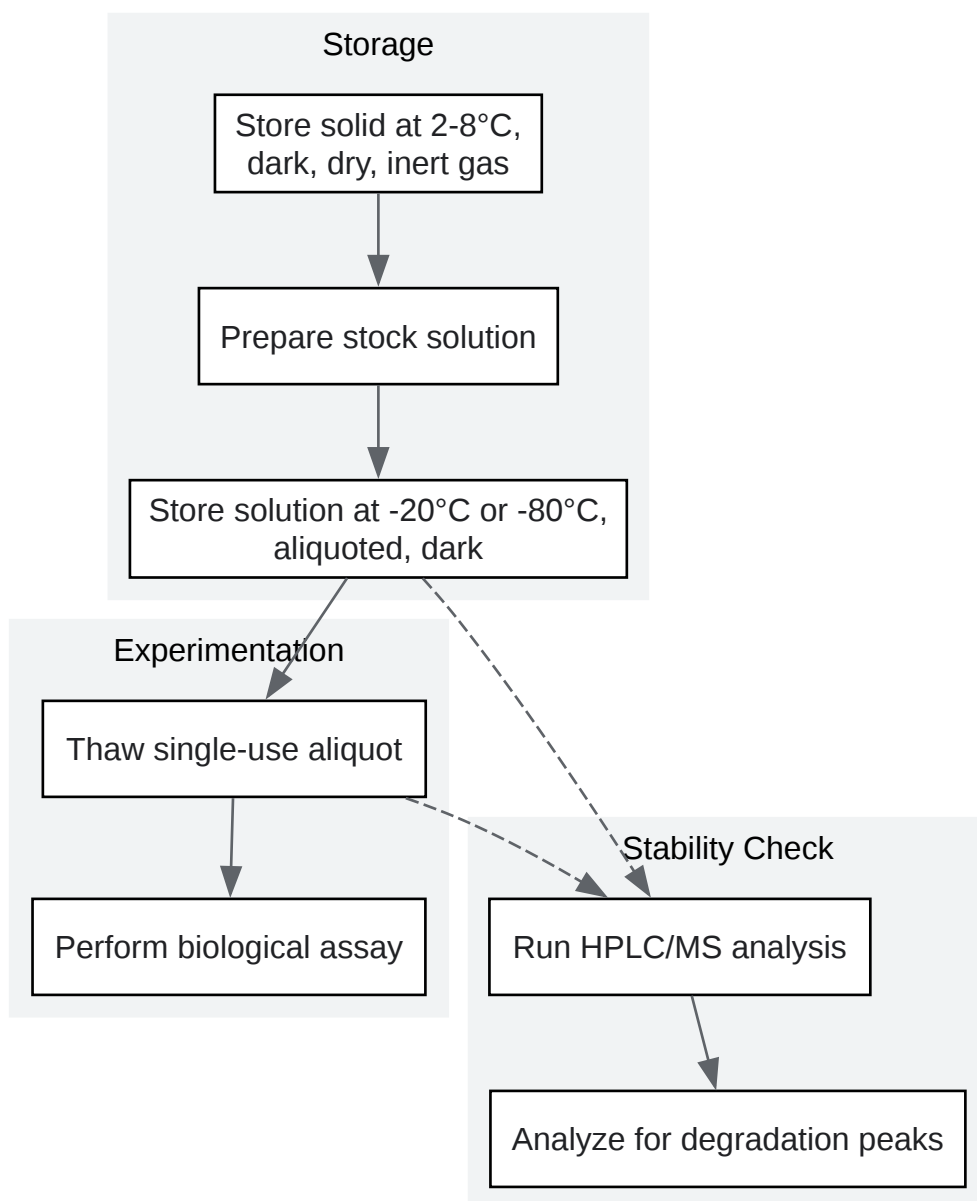 Storage
Store solid at 2-8°C,
dark, dry, inert gas
Prepare stock solution
Store solution at -20°C or -80°C,
aliquoted, dark
Experimentation
Thaw single-use aliquot
Perform biological assay
Stability Check
Run HPLC/MS analysis
Analyze for degradation peaks